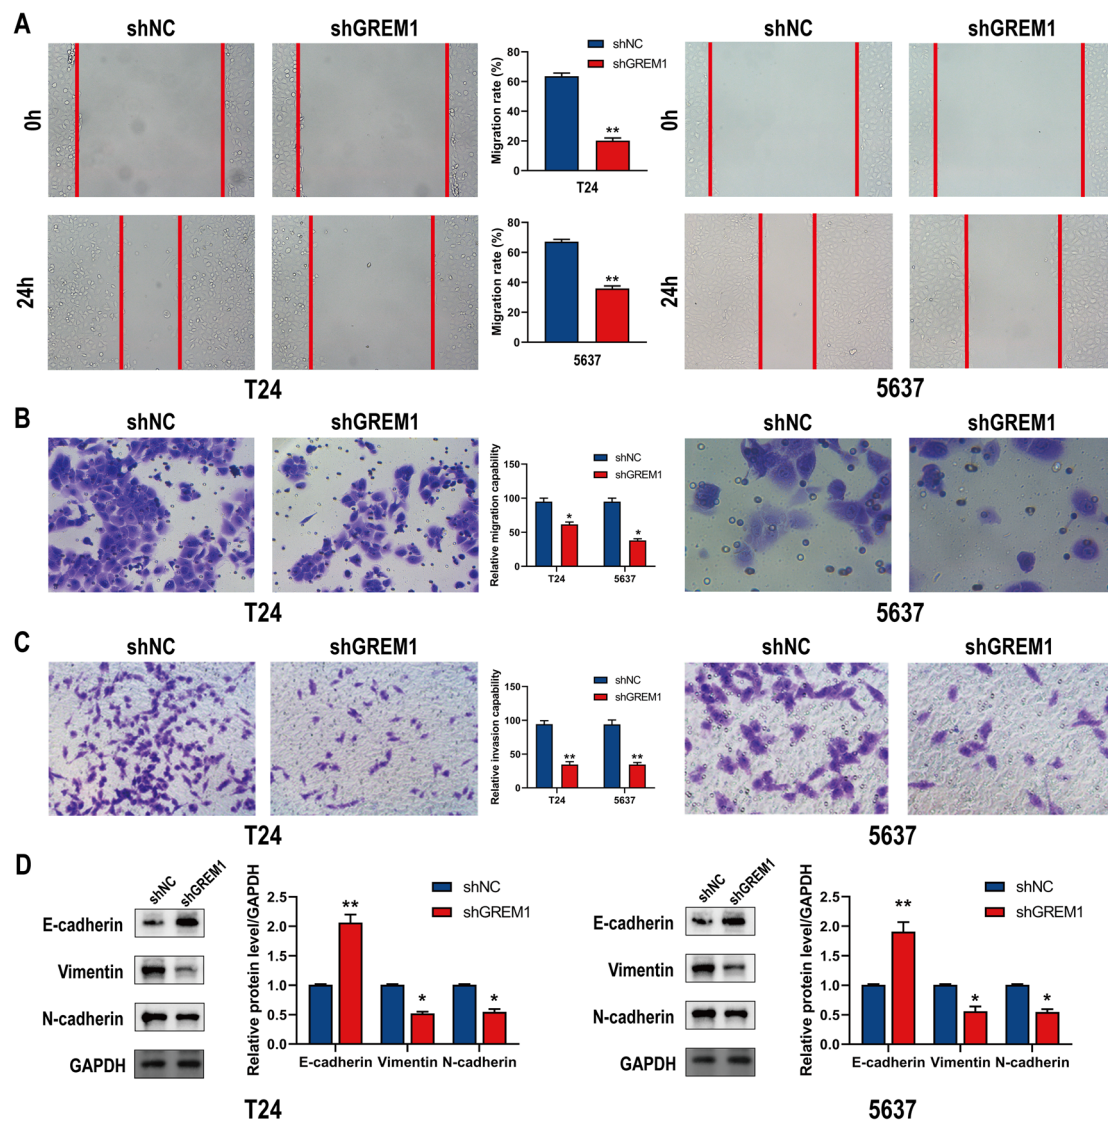 A
shNC
shGREM1
shNC
shGREM1
0h
24h
Migration rate (%)
80
60
40
20
0
shNC
shGREM1
**
T24
Migration rate (%)
80
60
40
20
0
**
5637
0h
24h
T24
5637
B
shNC
shGREM1
shNC
shGREM1
Relative migration capability
150
100
50
0
shNC
shGREM1
*
*
T24
5637
T24
5637
C
shNC
shGREM1
shNC
shGREM1
Relative invasion capability
150
100
50
0
shNC
shGREM1
**
**
T24
5637
T24
5637
D
shNC
shGREM1
E-cadherin
Vimentin
N-cadherin
GAPDH
Relative protein level/GAPDH
2.5
2.0
1.5
1.0
0.5
0.0
shNC
shGREM1
**
*
*
E-cadherin Vimentin N-cadherin
T24
shNC
shGREM1
E-cadherin
Vimentin
N-cadherin
GAPDH
Relative protein level/GAPDH
2.5
2.0
1.5
1.0
0.5
0.0
shNC
shGREM1
**
*
*
E-cadherin Vimentin N-cadherin
5637